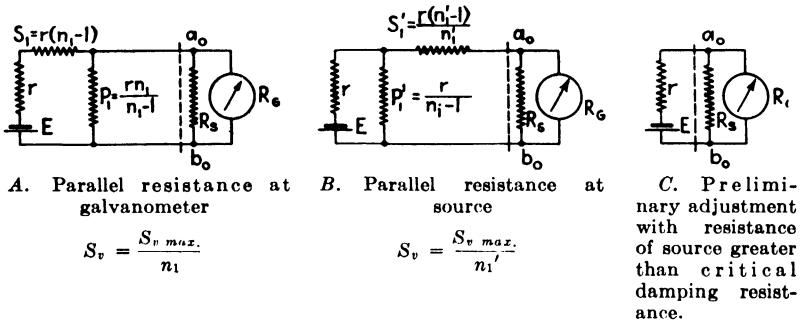 S₁=r(n₁-1)
a₀
r
P₁=rn₁/n₁-1
R_G
E
R_S
b₀
S₁'=r(n₁'-1)/n₁'
a₀
r
P₁'=r/n₁'-1
R_G
E
R_S
b₀
a₀
r
E
R_S
b₀
A. Parallel resistance at
galvanometer
S_v = S_v max./n₁
B. Parallel resistance at
source
S_v = S_v max./n₁'
C. Prelimi-
nary adjustment
with resistance
of source greater
than critical
damping resist-
ance.